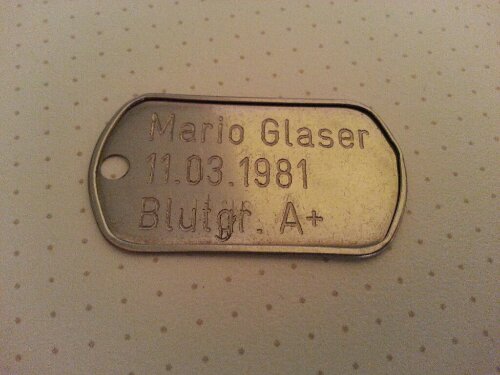 Mario Glaser
11.03.1981
Blutgr. A+